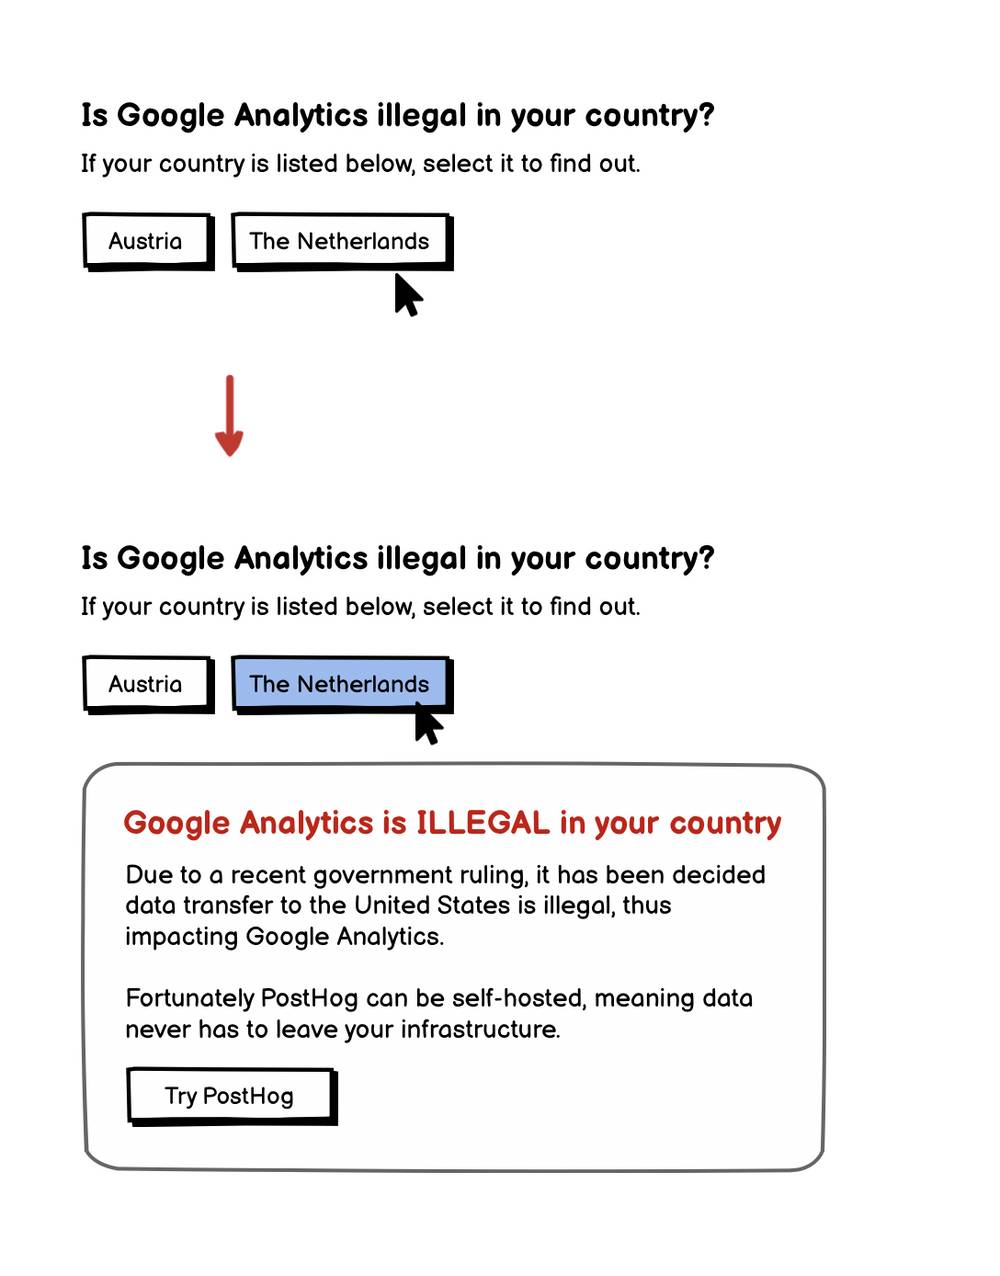 Is Google Analytics illegal in your country?
If your country is listed below, select it to find out.
Austria
The Netherlands
Is Google Analytics illegal in your country?
If your country is listed below, select it to find out.
Austria
The Netherlands
Google Analytics is ILLEGAL in your country
Due to a recent government ruling, it has been decided
data transfer to the United States is illegal, thus
impacting Google Analytics.
Fortunately PostHog can be self-hosted, meaning data
never has to leave your infrastructure.
Try PostHog